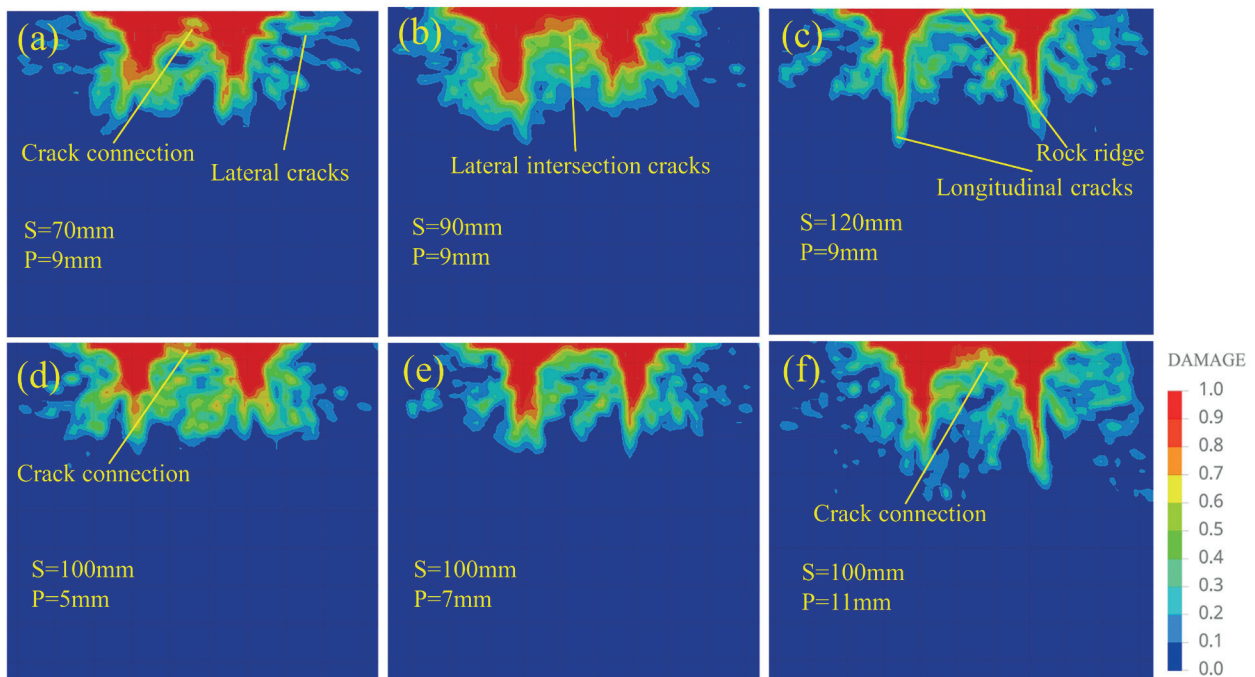 (a)
Crack connection
Lateral cracks
S=70mm
P=9mm
(b)
Lateral intersection cracks
S=90mm
P=9mm
(c)
Rock ridge
Longitudinal cracks
S=120mm
P=9mm
(d)
Crack connection
S=100mm
P=5mm
(e)
S=100mm
P=7mm
(f)
Crack connection
S=100mm
P=11mm
DAMAGE
1.0
0.9
0.8
0.7
0.6
0.5
0.4
0.3
0.2
0.1
0.0